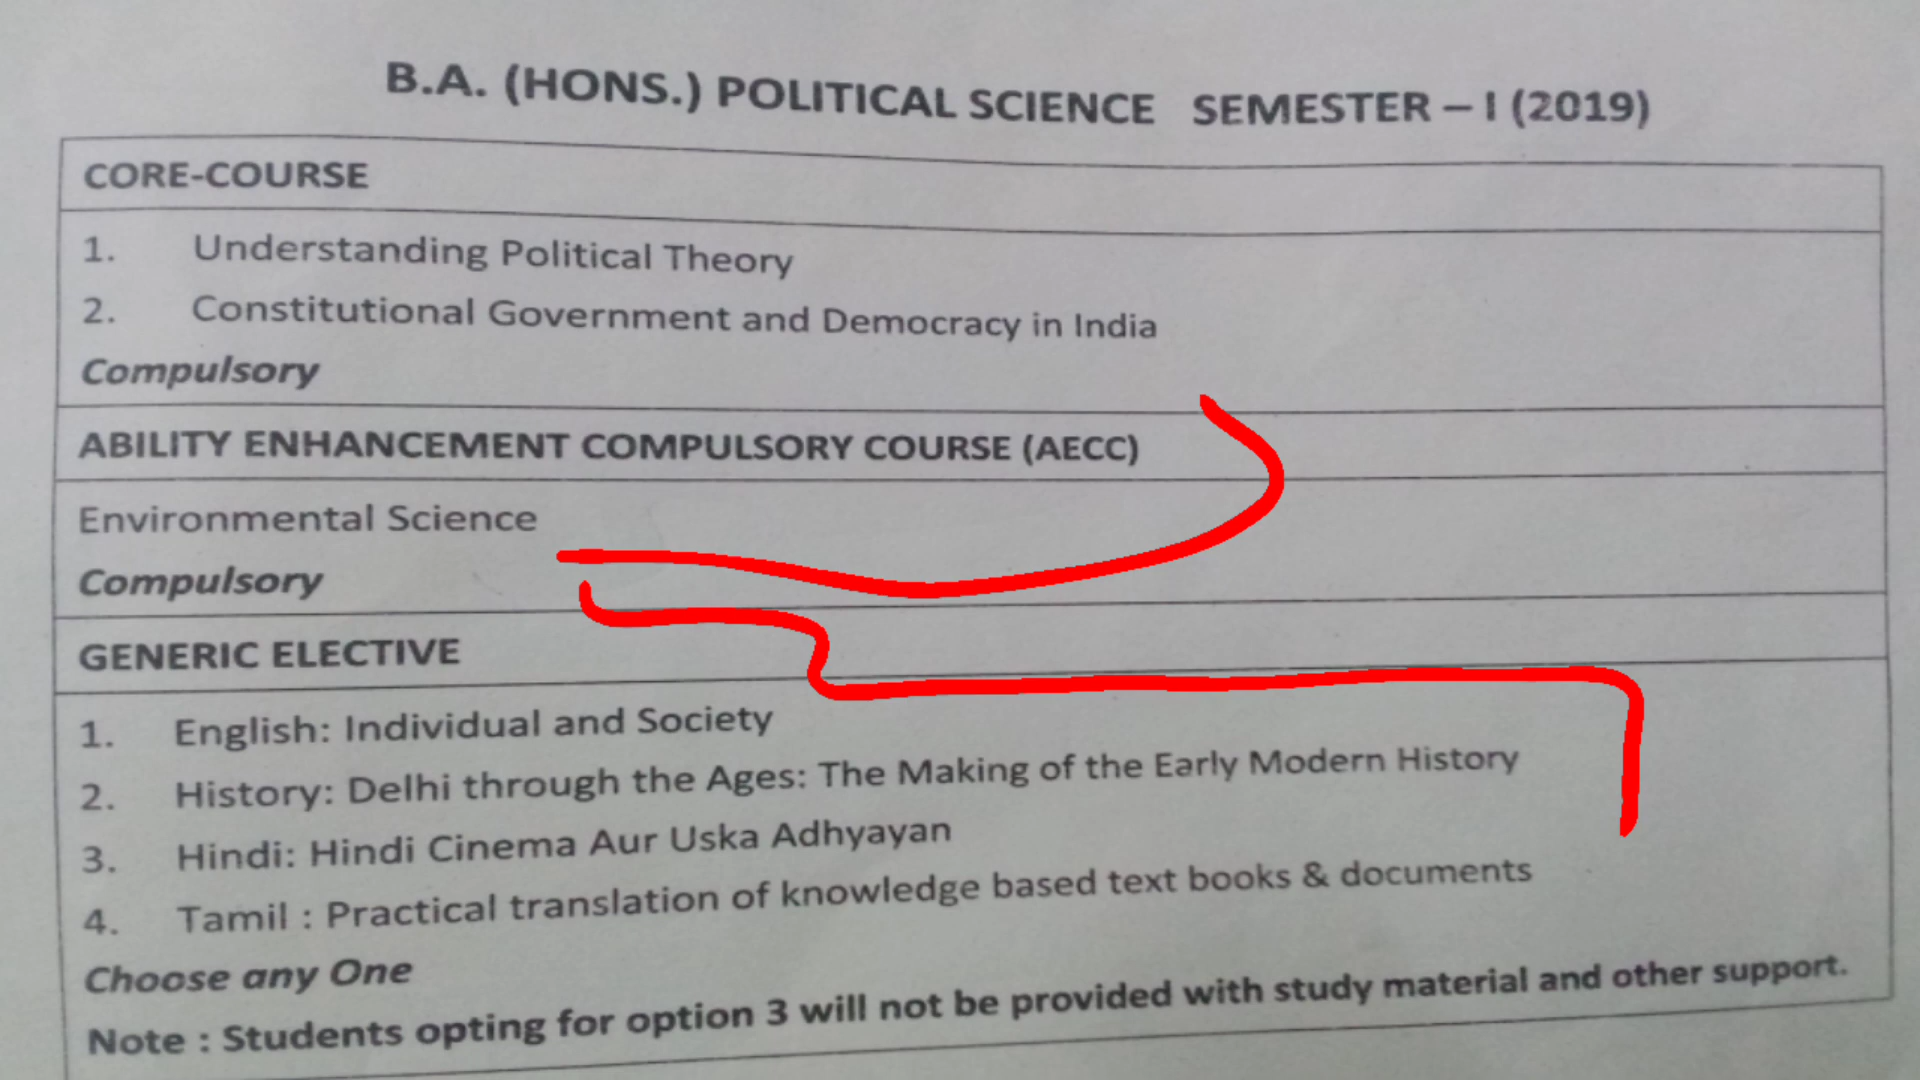 B.A. (HONS.) POLITICAL SCIENCE SEMESTER – I (2019)
CORE-COURSE
1. Understanding Political Theory
2. Constitutional Government and Democracy in India
Compulsory
ABILITY ENHANCEMENT COMPULSORY COURSE (AECC)
Environmental Science
Compulsory
GENERIC ELECTIVE
1. English: Individual and Society
2. History: Delhi through the Ages: The Making of the Early Modern History
3. Hindi: Hindi Cinema Aur Uska Adhyayan
4. Tamil : Practical translation of knowledge based text books & documents
Choose any One
Note : Students opting for option 3 will not be provided with study material and other support.